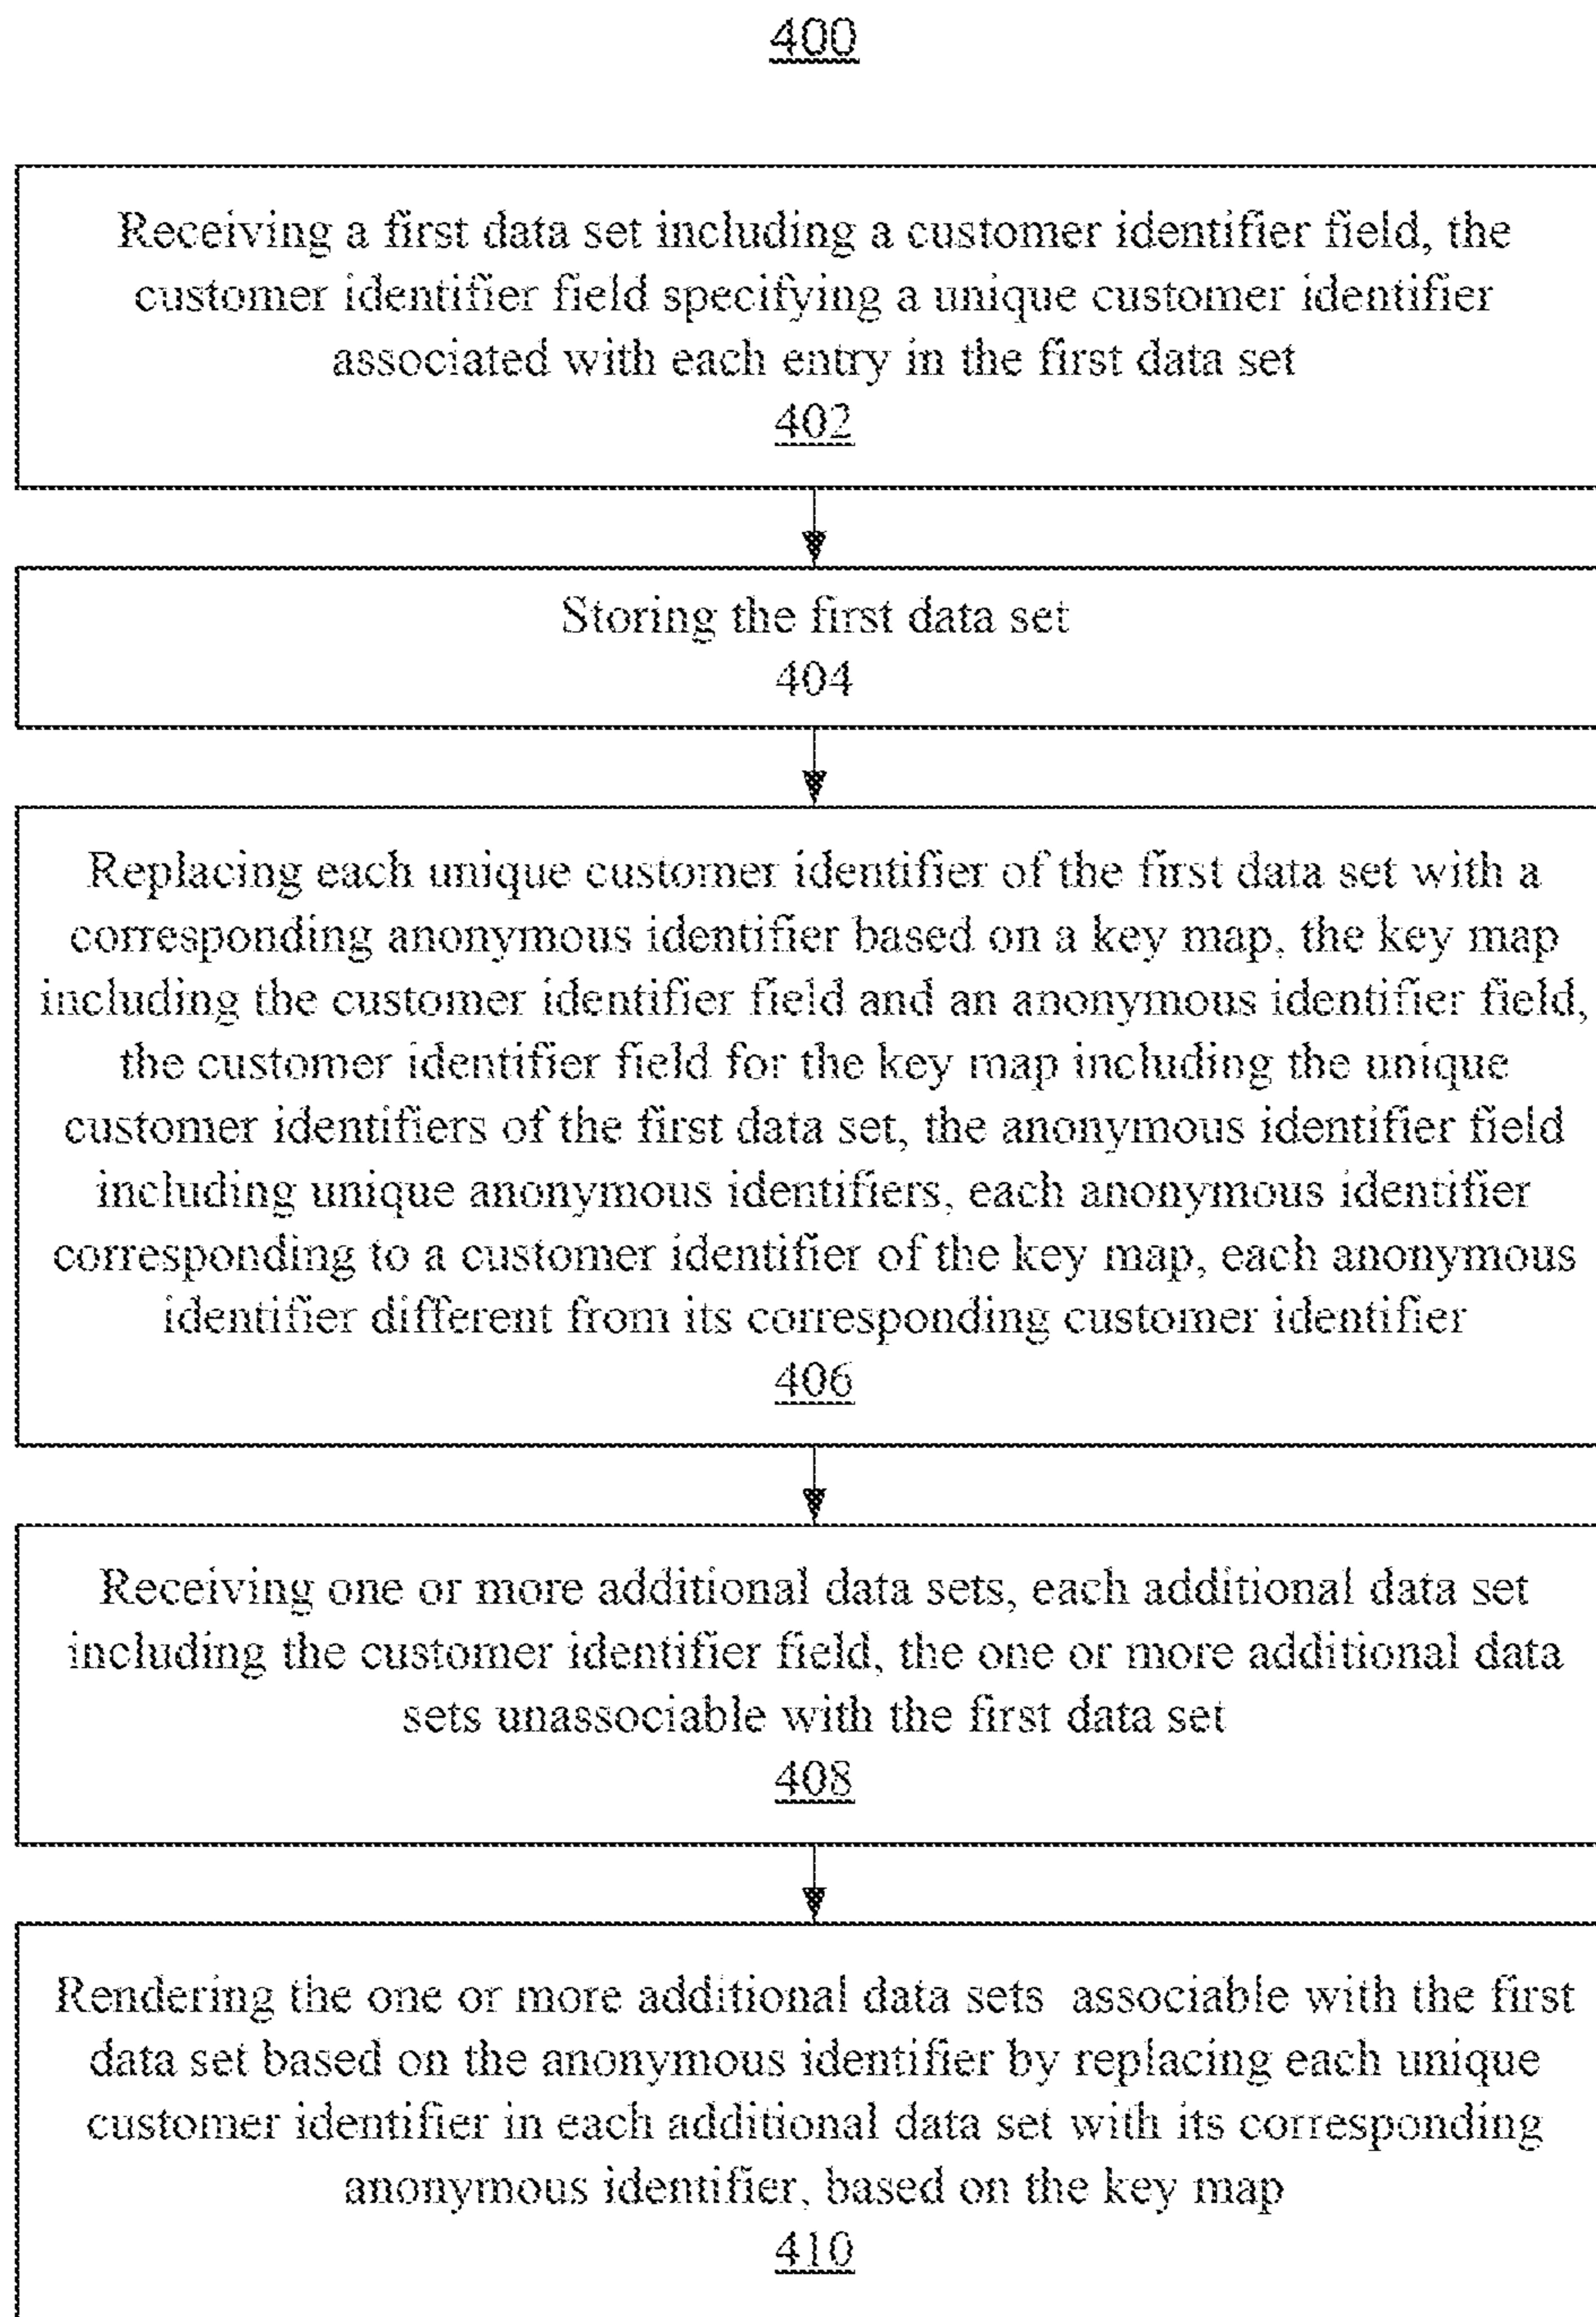 400
Receiving a first data set including a customer identifier field, the
customer identifier field specifying a unique customer identifier
associated with each entry in the first data set
402
Storing the first data set
404
Replacing each unique customer identifier of the first data set with a
corresponding anonymous identifier based on a key map, the key map
including the customer identifier field and an anonymous identifier field,
the customer identifier field for the key map including the unique
customer identifiers of the first data set, the anonymous identifier field
including unique anonymous identifiers, each anonymous identifier
corresponding to a customer identifier of the key map, each anonymous
identifier different from its corresponding customer identifier
406
Receiving one or more additional data sets, each additional data set
including the customer identifier field, the one or more additional data
sets unassociable with the first data set
408
Rendering the one or more additional data sets associable with the first
data set based on the anonymous identifier by replacing each unique
customer identifier in each additional data set with its corresponding
anonymous identifier, based on the key map
410